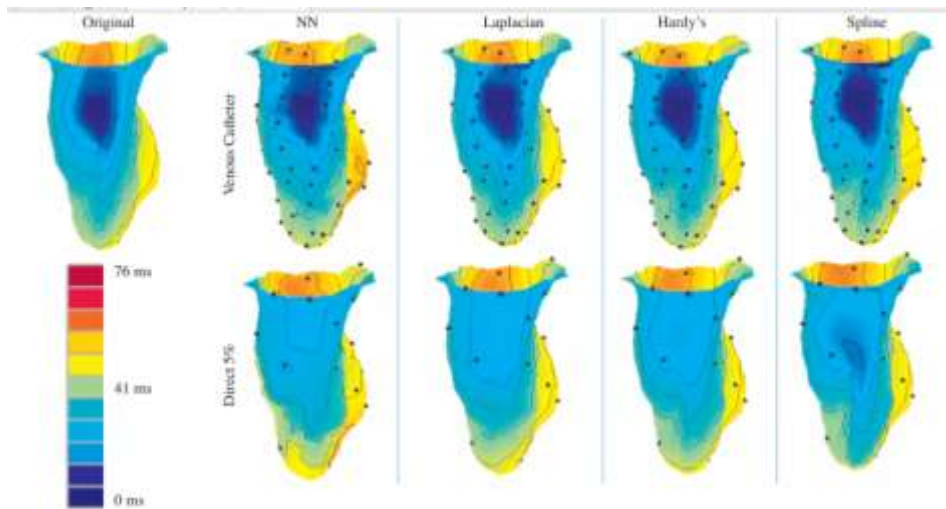 Original NN Laplacian Hardy's Spline
Venous Catheter
76 ms
41 ms
0 ms
Direct 5%